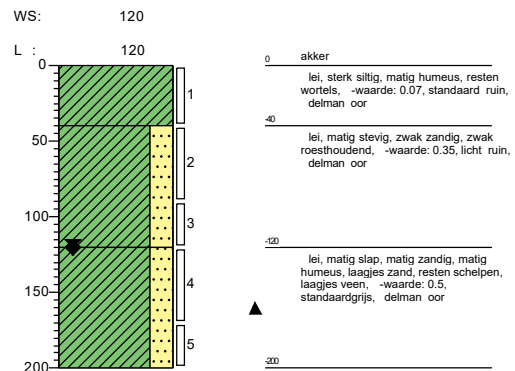 WS: 120
L : 120
0
50
100
150
200
1
2
3
4
5
0 akker
lei, sterk siltig, matig humeus, resten
wortels, -waarde: 0.07, standaard ruin,
delman oor
-40
lei, matig stevig, zwak zandig, zwak
roesthoudend, -waarde: 0.35, licht ruin,
delman oor
-120
lei, matig slap, matig zandig, matig
humeus, laagjes zand, resten schelpen,
laagjes veen, -waarde: 0.5,
standaardgrijs, delman oor
-200